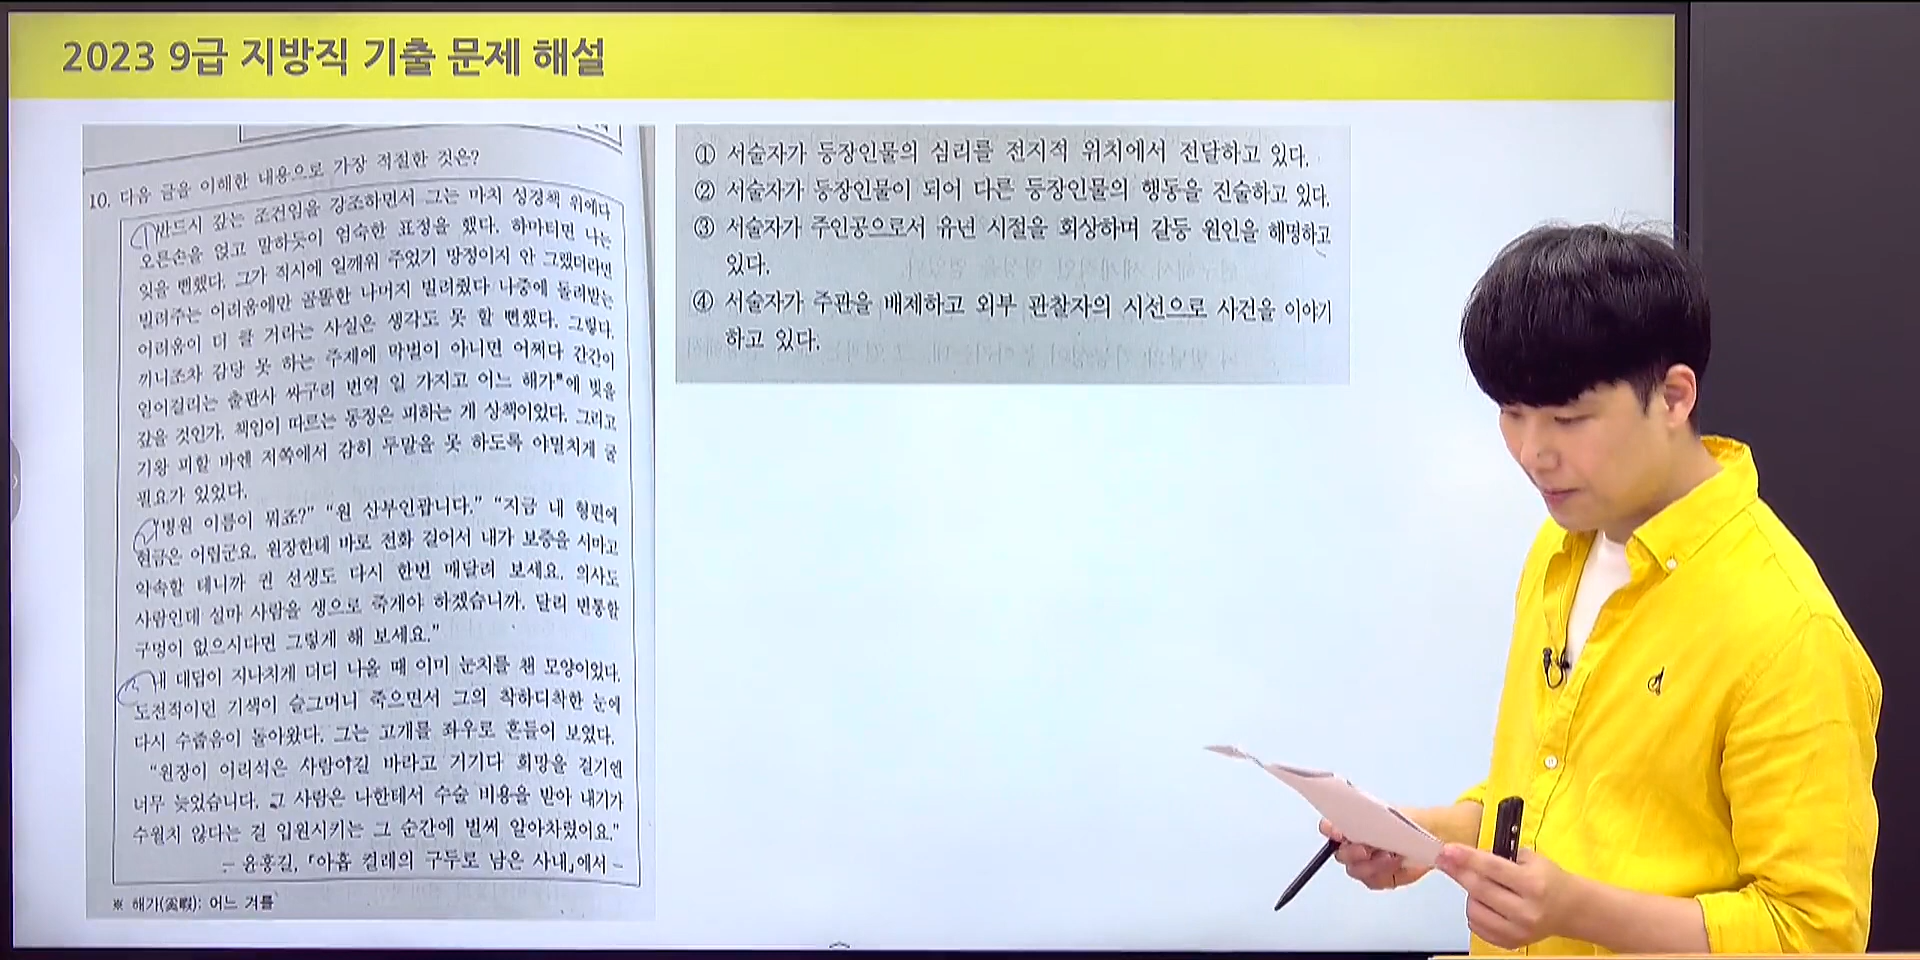 2023 9급 지방직 기출 문제 해설
10. 다음 글을 이해한 내용으로 가장 적절한 것은?
반드시 갚는 조건임을 강조하면서 그는 마치 성경책 위에다
오른손을 얹고 말하듯이 엄숙한 표정을 했다. 하마터면 나는
잊을 뻔했다. 그가 적시에 일깨워 주었기 망정이지 안 그랬더라면
빌려주는 어려움에만 골똘한 나머지 빌려줬다 나중에 돌려받는
어려움이 더 클 거라는 사실은 생각도 못 할 뻔했다. 그렇다.
끼니조차 감당 못 하는 주제에 막벌이 아니면 어쩌다 간간이
얻어걸리는 출판사 싸구려 번역 일 가지고 어느 해가*에 빚을
갚을 것인가. 책임이 따르는 동정은 피하는 게 상책이었다. 그리고
기왕 피할 바엔 저쪽에서 감히 두말을 못 하도록 야멸치게 굴
필요가 있었다.
“병원 이름이 뭐죠?” “원 산부인괍니다.” “지금 내 형편에
현금은 어렵군요. 원장한테 바로 전화 걸어서 내가 보증을 서마고
약속할 테니까 권 선생도 다시 한번 매달려 보세요. 의사도
사람인데 설마 사람을 생으로 죽게야 하겠습니까. 달리 변통할
구멍이 없으시다면 그렇게 해 보세요.”
내 대답이 지나치게 더디 나올 때 이미 눈치를 챈 모양이었다.
도전적이던 기색이 슬그머니 죽으면서 그의 착하디착한 눈에
다시 수줍음이 돌아왔다. 그는 고개를 좌우로 흔들어 보였다.
“원장이 어리석은 사람이길 바라고 거기다 희망을 걸기엔
너무 늦었습니다. 그 사람은 나한테서 수술 비용을 받아 내기가
수월치 않다는 걸 입원시키는 그 순간에 벌써 알아차렸어요.”
- 윤흥길, 「아홉 켤레의 구두로 남은 사내」에서 -
※ 해가(奚暇): 어느 겨를
① 서술자가 등장인물의 심리를 전지적 위치에서 전달하고 있다.
② 서술자가 등장인물이 되어 다른 등장인물의 행동을 진술하고 있다.
③ 서술자가 주인공으로서 유년 시절을 회상하며 갈등 원인을 해명하고
있다.
④ 서술자가 주관을 배제하고 외부 관찰자의 시선으로 사건을 이야기
하고 있다.